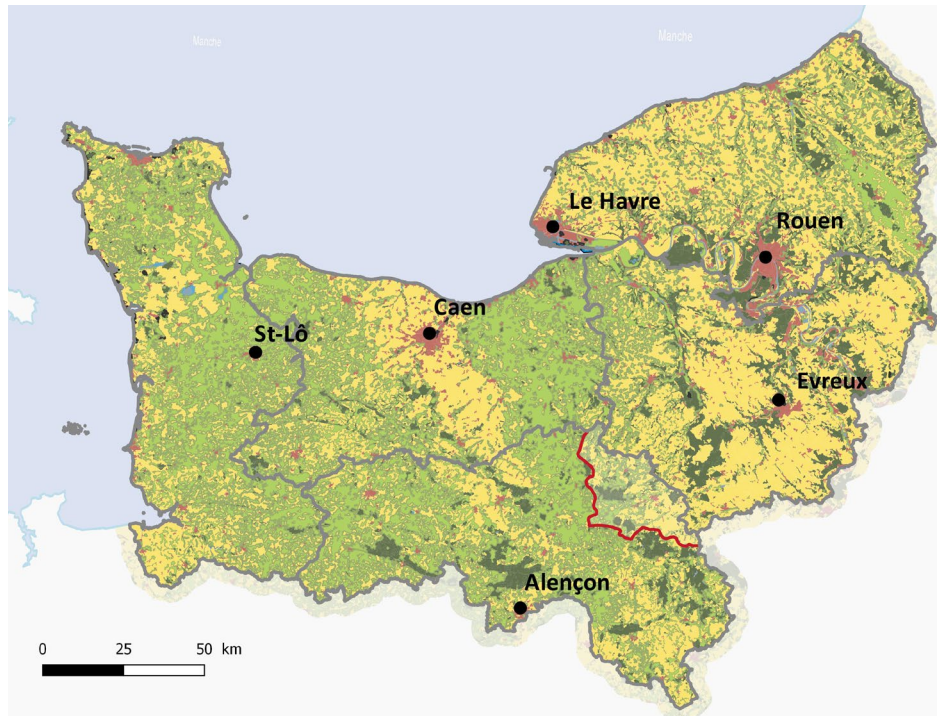 Manche
Manche
Le Havre
Rouen
Caen
St-Lô
Evreux
Alençon
0 25 50 km